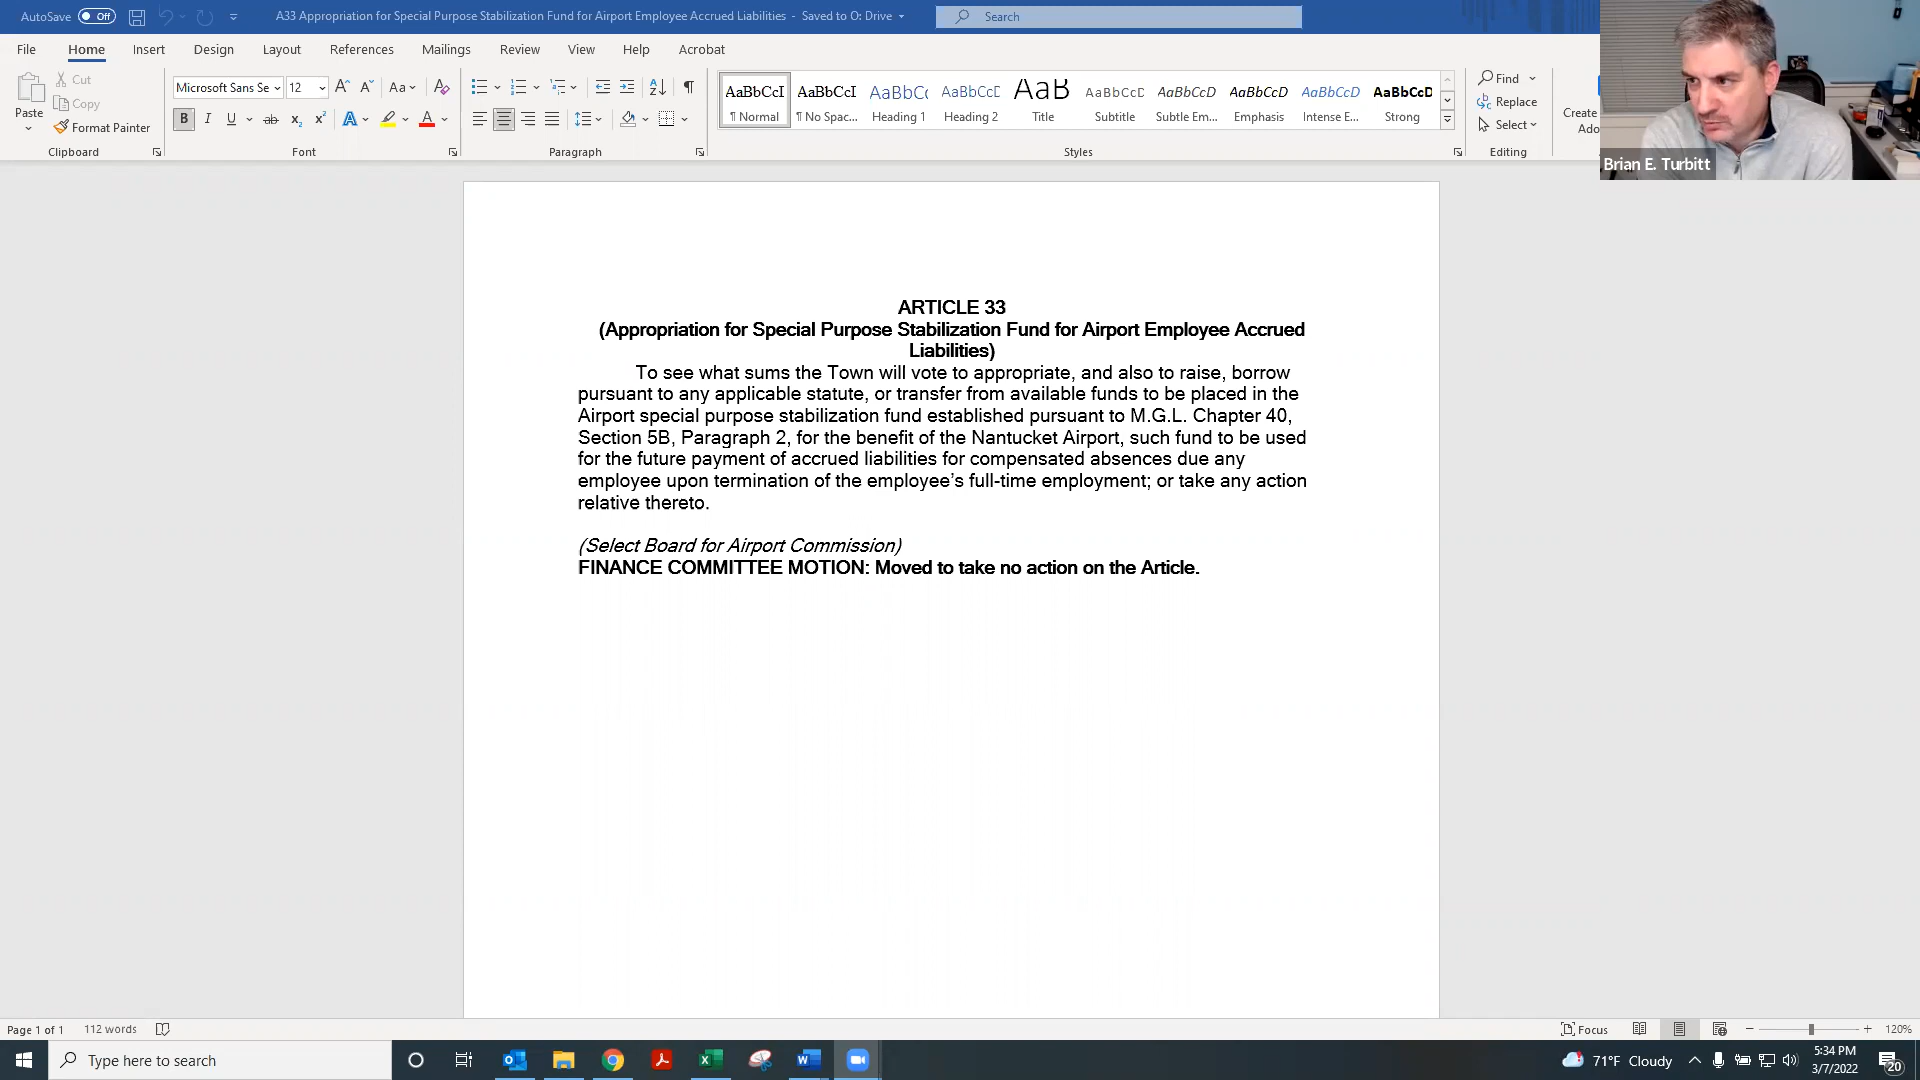 AutoSave Off A33 Appropriation for Special Purpose Stabilization Fund for Airport Employee Accrued Liabilities - Saved to O: Drive Search
File Home Insert Design Layout References Mailings Review View Help Acrobat
Paste Cut Copy Format Painter
Microsoft Sans Se 12
AaBbCcI AaBbCcI AaBbC AaBbCcD AaB AaBbCcD AaBbCcD AaBbCcD AaBbCcD AaBbCcD
¶ Normal ¶ No Spac... Heading 1 Heading 2 Title Subtitle Subtle Em... Emphasis Intense E... Strong
Find
Replace
Select
Create
Ado
Clipboard Font Paragraph Styles Editing
Brian E. Turbitt
ARTICLE 33
(Appropriation for Special Purpose Stabilization Fund for Airport Employee Accrued
Liabilities)
To see what sums the Town will vote to appropriate, and also to raise, borrow
pursuant to any applicable statute, or transfer from available funds to be placed in the
Airport special purpose stabilization fund established pursuant to M.G.L. Chapter 40,
Section 5B, Paragraph 2, for the benefit of the Nantucket Airport, such fund to be used
for the future payment of accrued liabilities for compensated absences due any
employee upon termination of the employee’s full-time employment; or take any action
relative thereto.
(Select Board for Airport Commission)
FINANCE COMMITTEE MOTION: Moved to take no action on the Article.
Page 1 of 1 112 words Focus 120%
Type here to search 71°F Cloudy 5:34 PM
3/7/2022 20